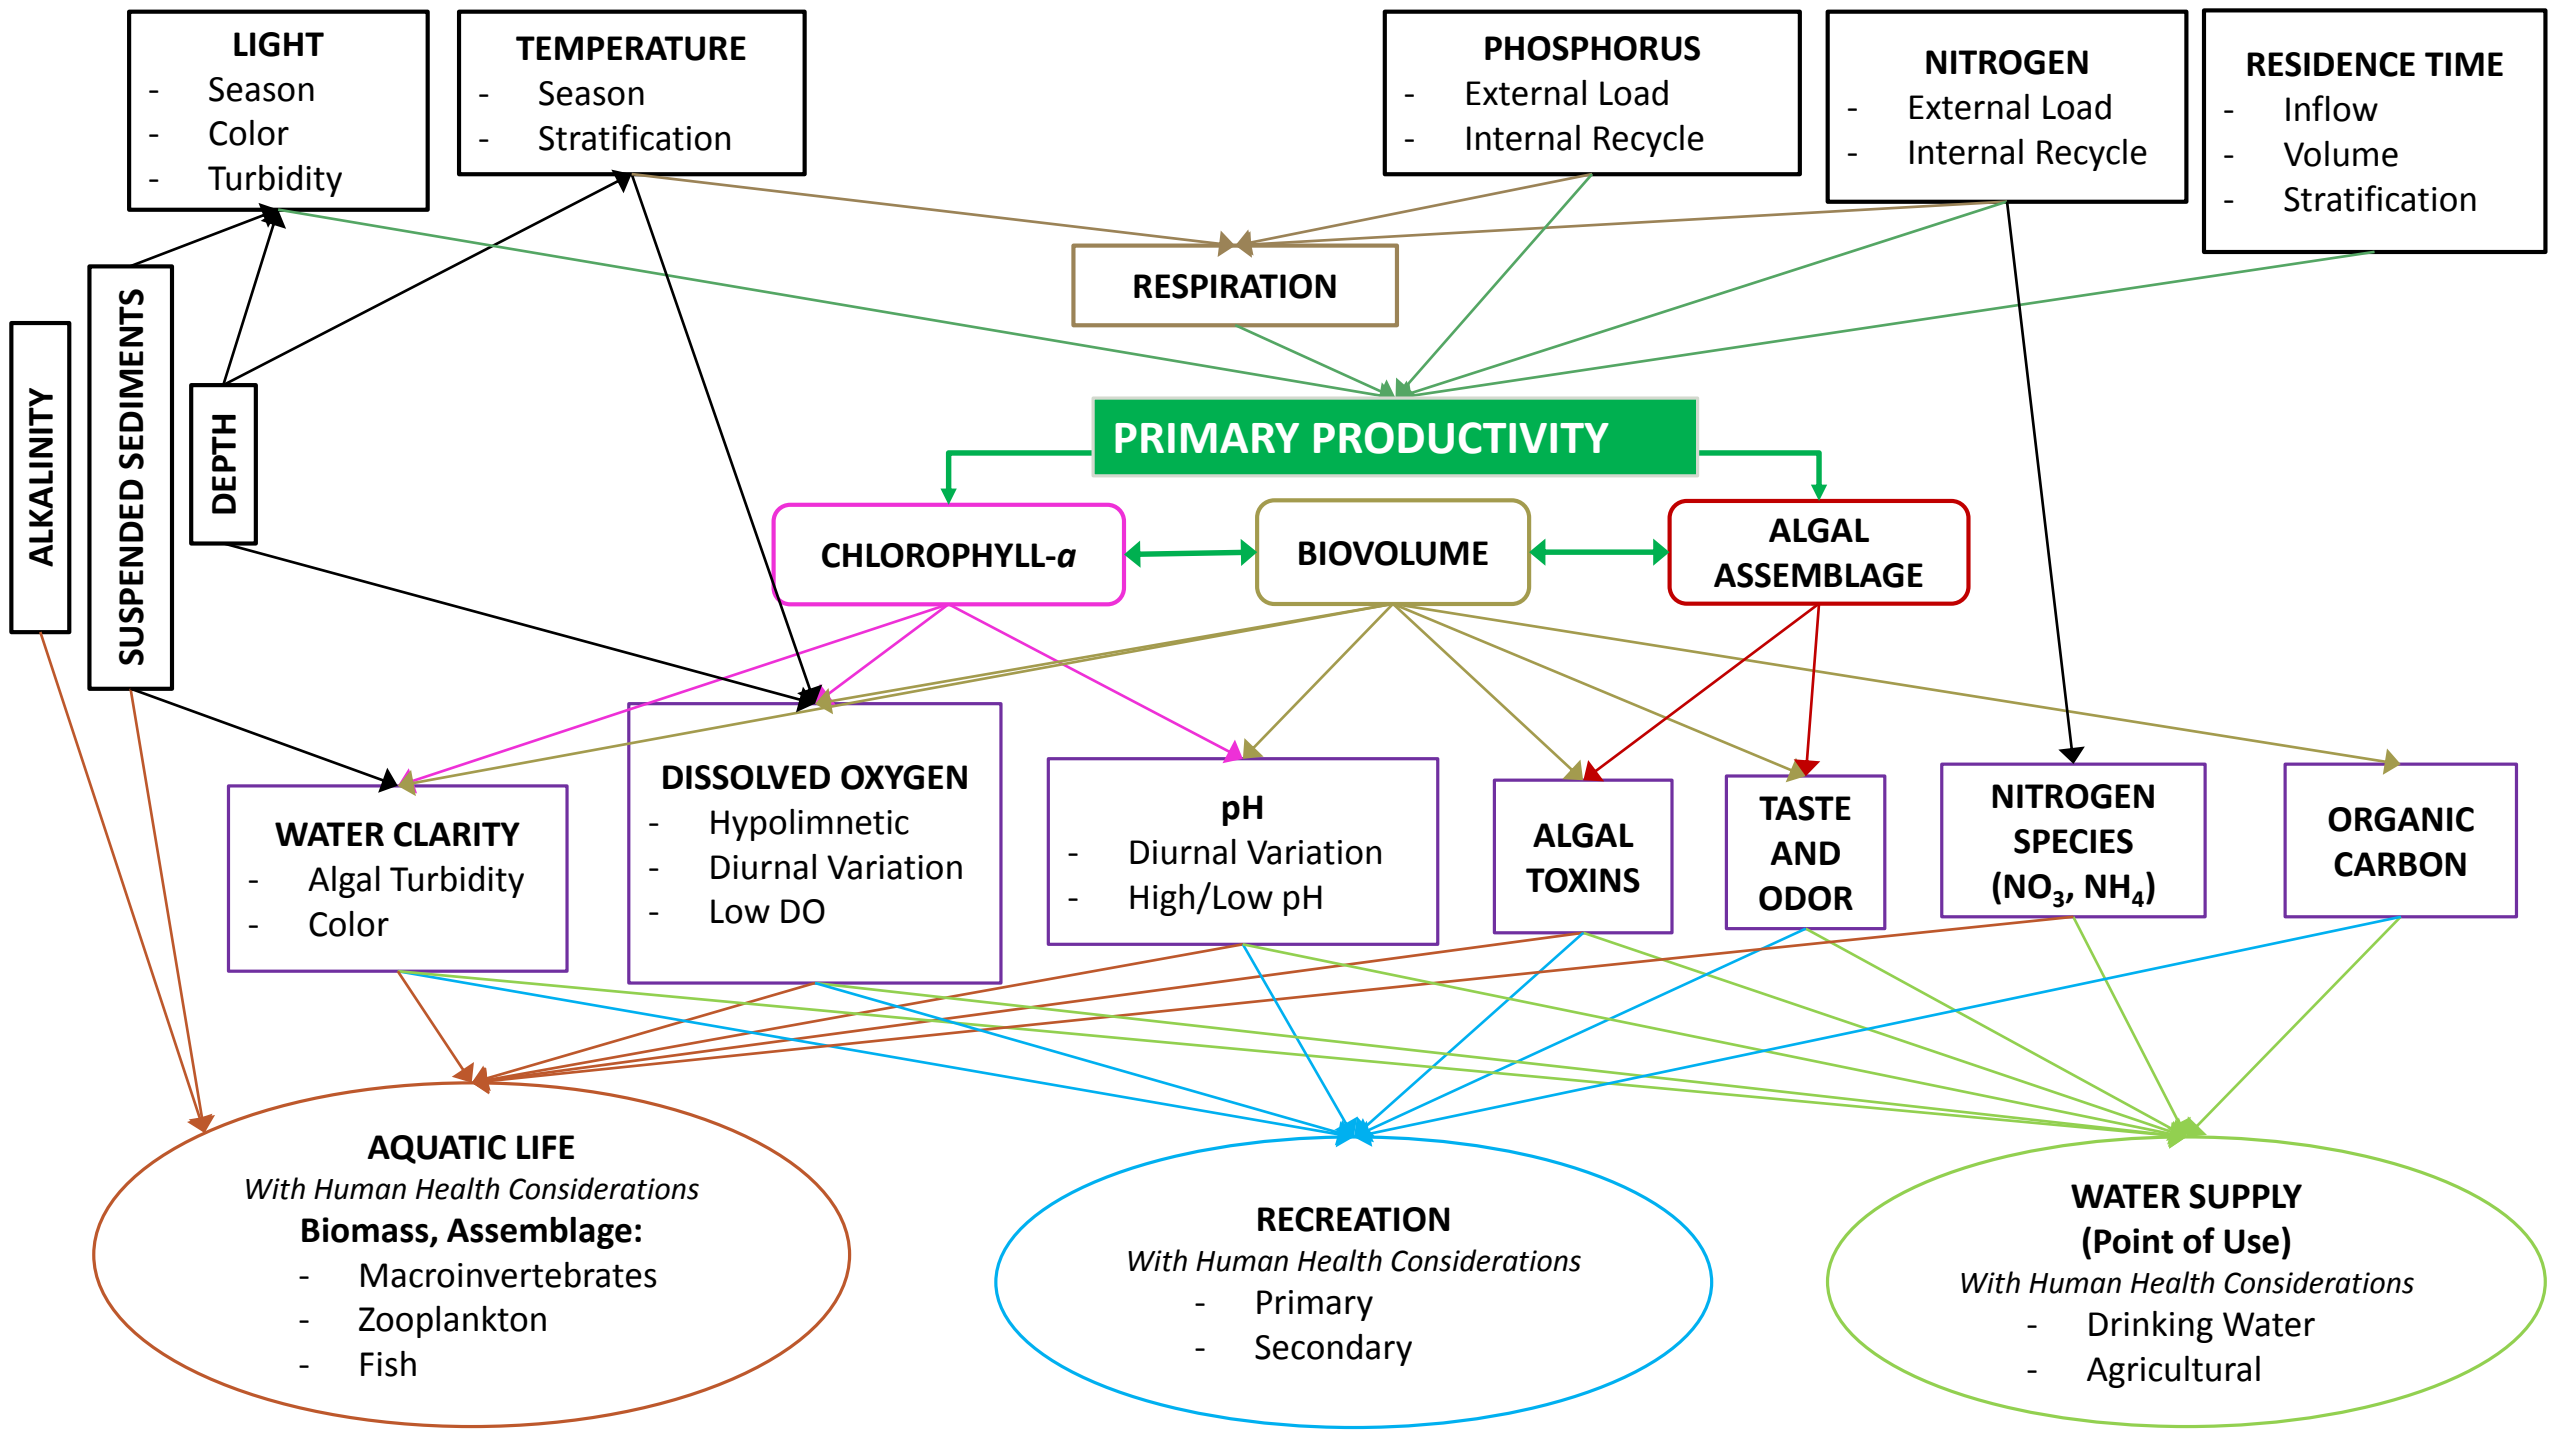 LIGHT
- Season
- Color
- Turbidity
TEMPERATURE
- Season
- Stratification
PHOSPHORUS
- External Load
- Internal Recycle
NITROGEN
- External Load
- Internal Recycle
RESIDENCE TIME
- Inflow
- Volume
- Stratification
RESPIRATION
ALKALINITY
SUSPENDED SEDIMENTS
DEPTH
PRIMARY PRODUCTIVITY
CHLOROPHYLL-a
BIOVOLUME
ALGAL
ASSEMBLAGE
WATER CLARITY
- Algal Turbidity
- Color
DISSOLVED OXYGEN
- Hypolimnetic
- Diurnal Variation
- Low DO
pH
- Diurnal Variation
- High/Low pH
ALGAL
TOXINS
TASTE
AND
ODOR
NITROGEN
SPECIES
(NO₃, NH₄)
ORGANIC
CARBON
AQUATIC LIFE
With Human Health Considerations
Biomass, Assemblage:
- Macroinvertebrates
- Zooplankton
- Fish
RECREATION
With Human Health Considerations
- Primary
- Secondary
WATER SUPPLY
(Point of Use)
With Human Health Considerations
- Drinking Water
- Agricultural